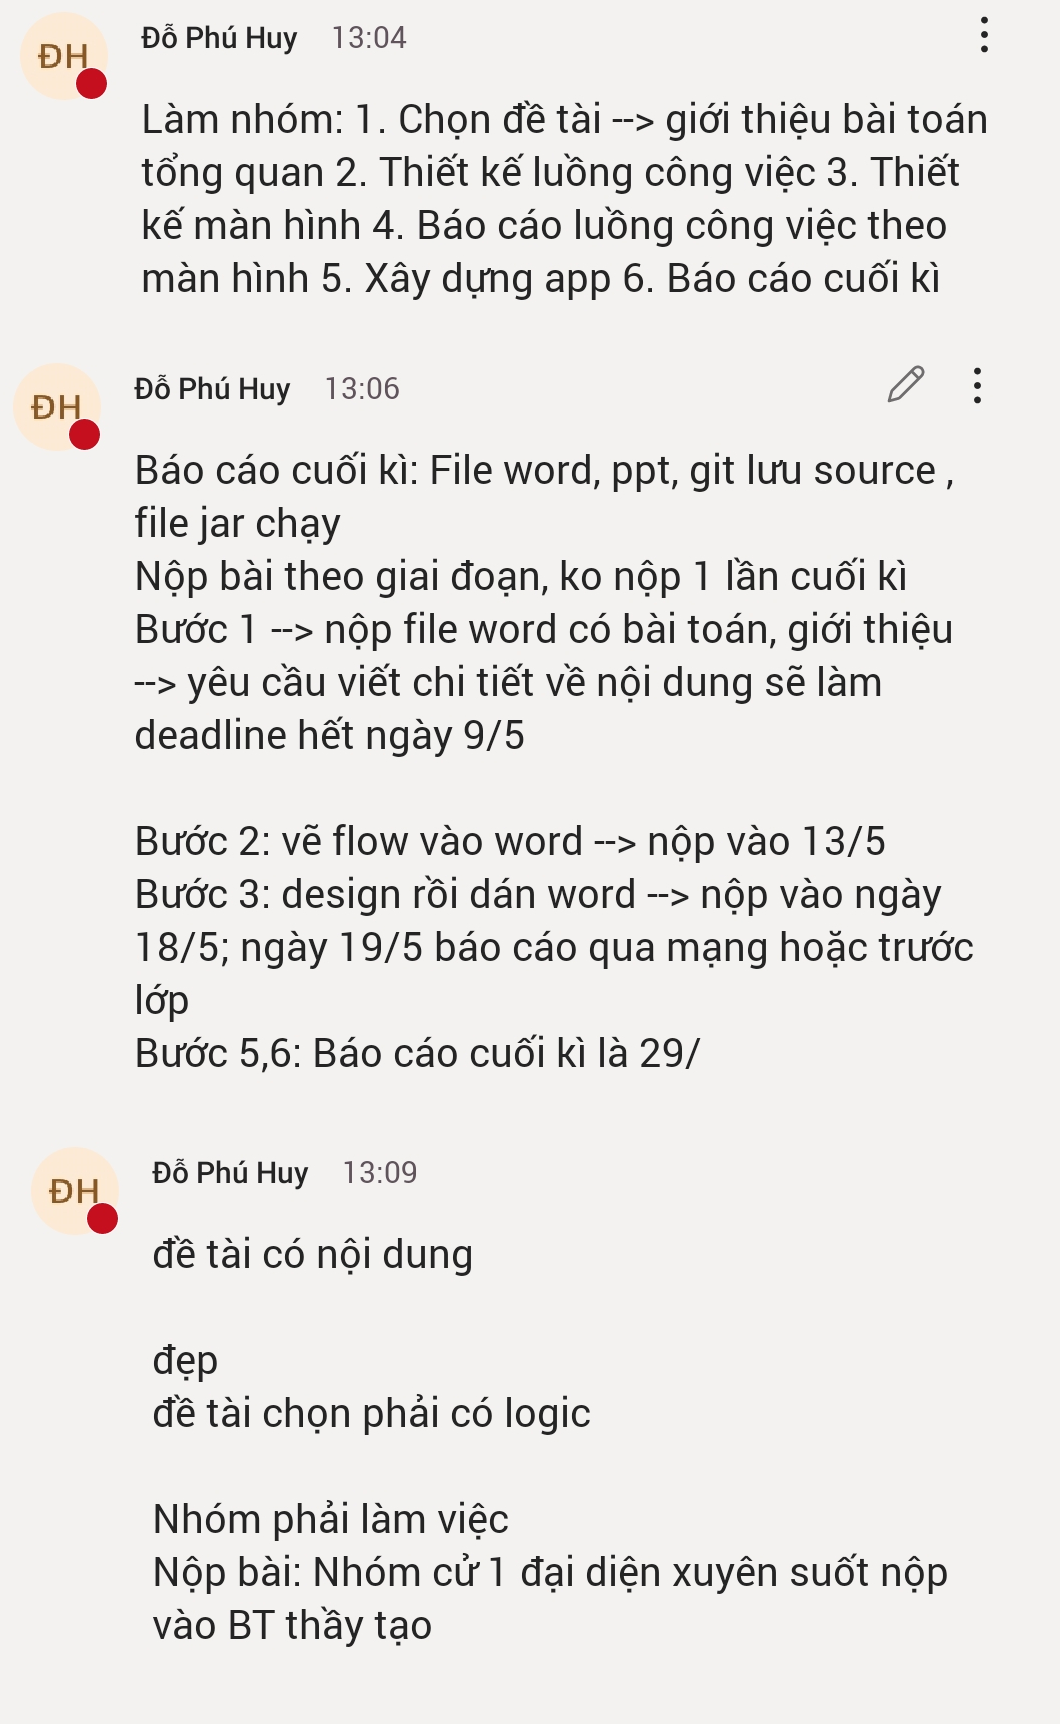 ĐH
Đỗ Phú Huy 13:04
Làm nhóm: 1. Chọn đề tài --> giới thiệu bài toán
tổng quan 2. Thiết kế luồng công việc 3. Thiết
kế màn hình 4. Báo cáo luồng công việc theo
màn hình 5. Xây dựng app 6. Báo cáo cuối kì
ĐH
Đỗ Phú Huy 13:06
Báo cáo cuối kì: File word, ppt, git lưu source ,
file jar chạy
Nộp bài theo giai đoạn, ko nộp 1 lần cuối kì
Bước 1 --> nộp file word có bài toán, giới thiệu
--> yêu cầu viết chi tiết về nội dung sẽ làm
deadline hết ngày 9/5
Bước 2: vẽ flow vào word --> nộp vào 13/5
Bước 3: design rồi dán word --> nộp vào ngày
18/5; ngày 19/5 báo cáo qua mạng hoặc trước
lớp
Bước 5,6: Báo cáo cuối kì là 29/
ĐH
Đỗ Phú Huy 13:09
đề tài có nội dung
đẹp
đề tài chọn phải có logic
Nhóm phải làm việc
Nộp bài: Nhóm cử 1 đại diện xuyên suốt nộp
vào BT thầy tạo